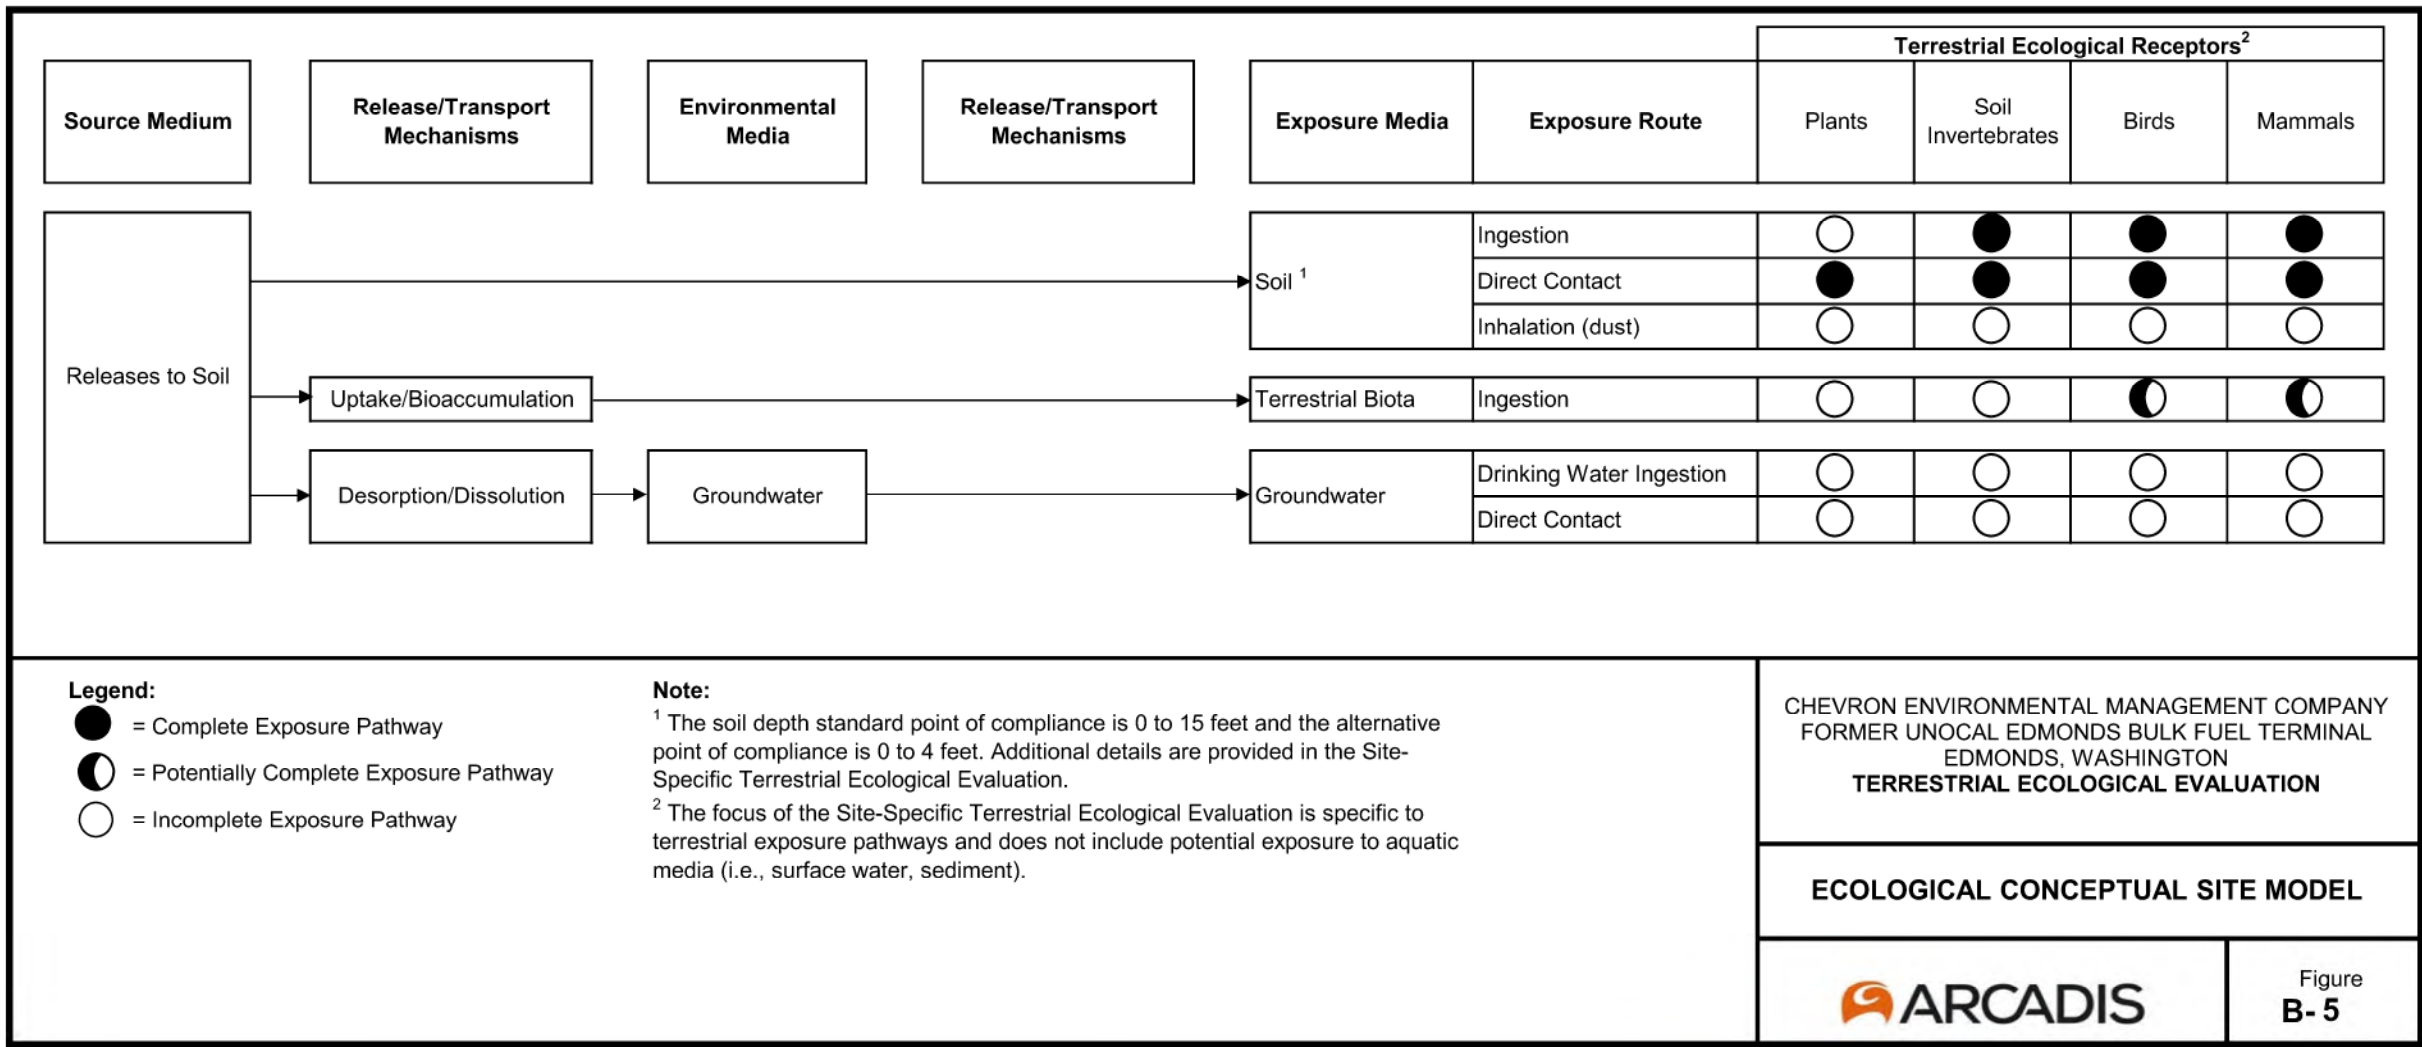 Terrestrial Ecological Receptors2
Source Medium
Release/Transport
Mechanisms
Environmental
Media
Release/Transport
Mechanisms
Exposure Media
Exposure Route
Plants
Soil
Invertebrates
Birds
Mammals
Releases to Soil
Soil 1
Ingestion
Direct Contact
Inhalation (dust)
Uptake/Bioaccumulation
Terrestrial Biota
Ingestion
Desorption/Dissolution
Groundwater
Groundwater
Drinking Water Ingestion
Direct Contact
Legend:
= Complete Exposure Pathway
= Potentially Complete Exposure Pathway
= Incomplete Exposure Pathway
Note:
1 The soil depth standard point of compliance is 0 to 15 feet and the alternative
point of compliance is 0 to 4 feet. Additional details are provided in the Site-
Specific Terrestrial Ecological Evaluation.
2 The focus of the Site-Specific Terrestrial Ecological Evaluation is specific to
terrestrial exposure pathways and does not include potential exposure to aquatic
media (i.e., surface water, sediment).
CHEVRON ENVIRONMENTAL MANAGEMENT COMPANY
FORMER UNOCAL EDMONDS BULK FUEL TERMINAL
EDMONDS, WASHINGTON
TERRESTRIAL ECOLOGICAL EVALUATION
ECOLOGICAL CONCEPTUAL SITE MODEL
ARCADIS
Figure
B- 5